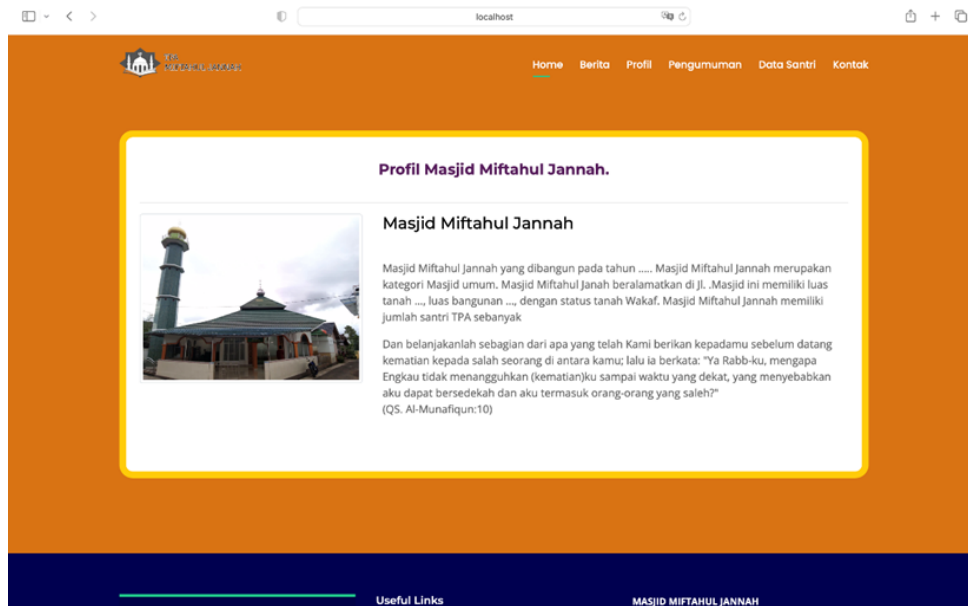 localhost
TPA
MIFTAHUL JANNAH
Home Berita Profil Pengumuman Data Santri Kontak
Profil Masjid Miftahul Jannah.
Masjid Miftahul Jannah
Masjid Miftahul Jannah yang dibangun pada tahun ..... Masjid Miftahul Jannah merupakan
kategori Masjid umum. Masjid Miftahul Janah beralamatkan di Jl. .Masjid ini memiliki luas
tanah ..., luas bangunan ..., dengan status tanah Wakaf. Masjid Miftahul Jannah memiliki
jumlah santri TPA sebanyak
Dan belanjakanlah sebagian dari apa yang telah Kami berikan kepadamu sebelum datang
kematian kepada salah seorang di antara kamu; lalu ia berkata: "Ya Rabb-ku, mengapa
Engkau tidak menangguhkan (kematian)ku sampai waktu yang dekat, yang menyebabkan
aku dapat bersedekah dan aku termasuk orang-orang yang saleh?"
(QS. Al-Munafiqun:10)
Useful Links
MASJID MIFTAHUL JANNAH